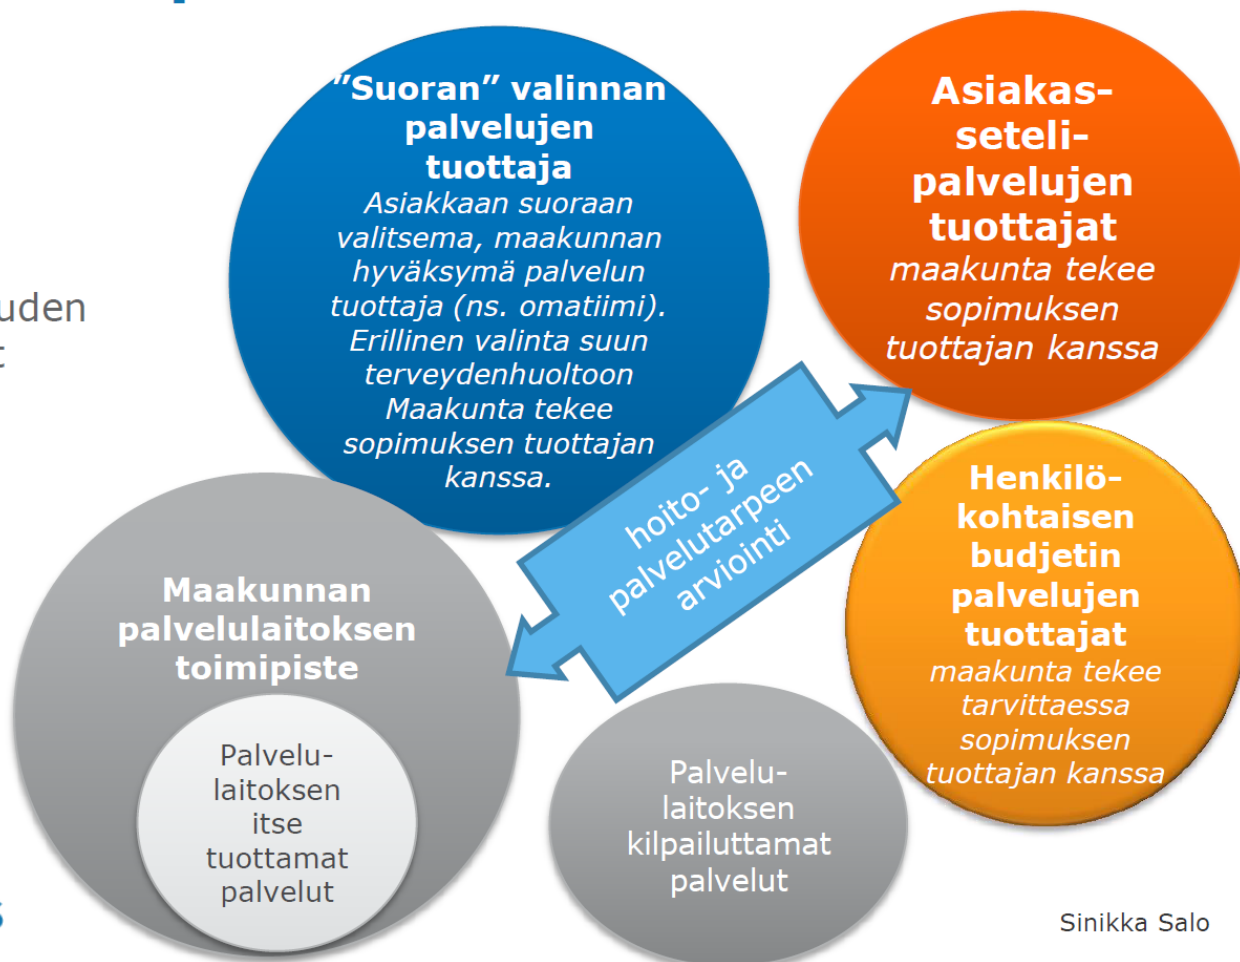 ”Suoran” valinnan
palvelujen
tuottaja
Asiakkaan suoraan
valitsema, maakunnan
hyväksymä palvelun
tuottaja (ns. omatiimi).
Erillinen valinta suun
terveydenhuoltoon
Maakunta tekee
sopimuksen tuottajan
kanssa.
Asiakas-
seteli-
palvelujen
tuottajat
maakunta tekee
sopimuksen
tuottajan kanssa
hoito- ja
palvelutarpeen
arviointi
Henkilö-
kohtaisen
budjetin
palvelujen
tuottajat
maakunta tekee
tarvittaessa
sopimuksen
tuottajan kanssa
Maakunnan
palvelulaitoksen
toimipiste
Palvelu-
laitoksen
itse
tuottamat
palvelut
Palvelu-
laitoksen
kilpailuttamat
palvelut
uden
Sinikka Salo